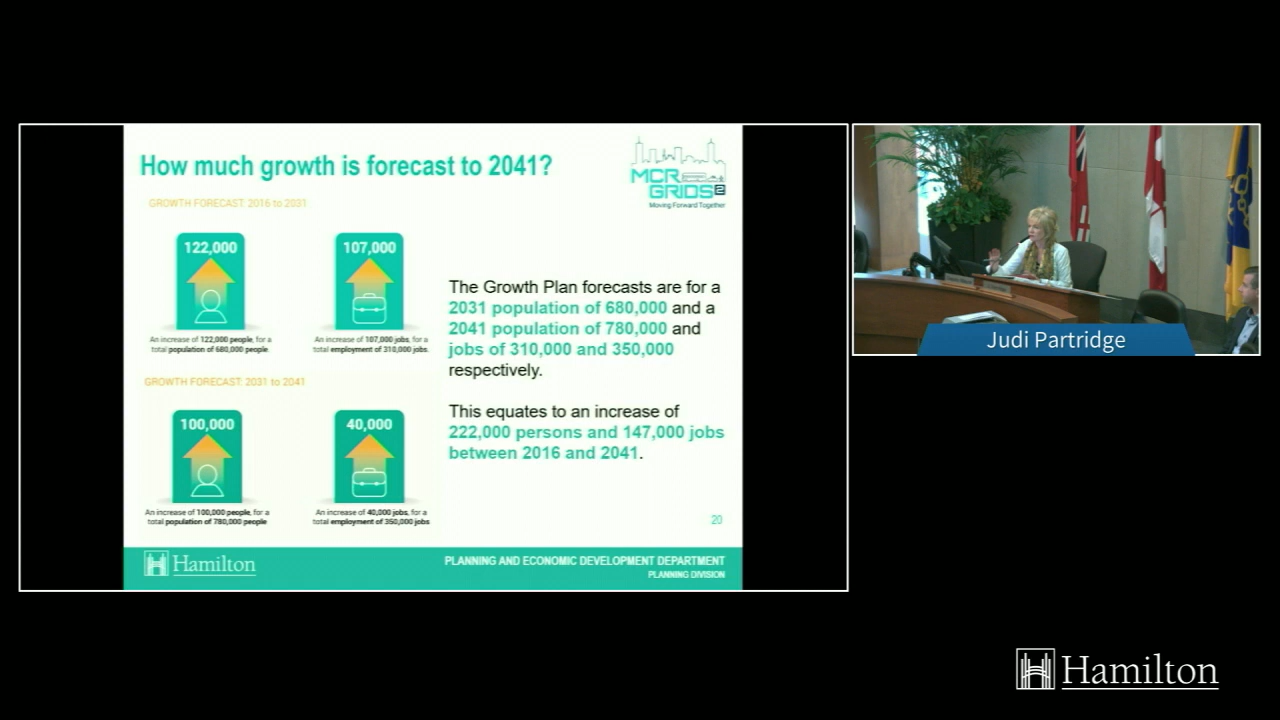 How much growth is forecast to 2041?
MCR
GRIDS2
Moving Forward Together
GROWTH FORECAST: 2016 to 2031
122,000
107,000
An increase of 122,000 people, for a
total population of 680,000 people.
An increase of 107,000 jobs, for a
total employment of 310,000 jobs.
GROWTH FORECAST: 2031 to 2041
100,000
40,000
An increase of 100,000 people, for a
total population of 780,000 people
An increase of 40,000 jobs, for a
total employment of 350,000 jobs
The Growth Plan forecasts are for a
2031 population of 680,000 and a
2041 population of 780,000 and
jobs of 310,000 and 350,000
respectively.
This equates to an increase of
222,000 persons and 147,000 jobs
between 2016 and 2041.
20
Hamilton
PLANNING AND ECONOMIC DEVELOPMENT DEPARTMENT
PLANNING DIVISION
Judi Partridge
Hamilton